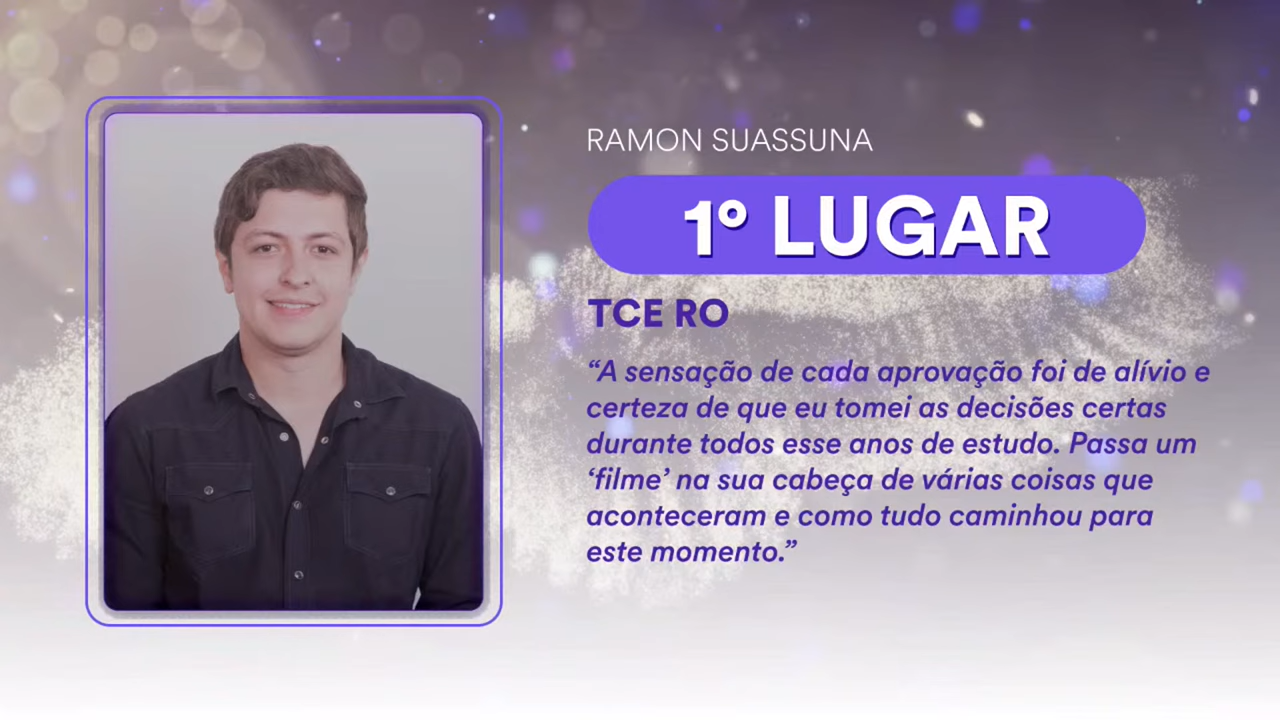 RAMON SUASSUNA
1º LUGAR
TCE RO
“A sensação de cada aprovação foi de alívio e
certeza de que eu tomei as decisões certas
durante todos esse anos de estudo. Passa um
‘filme’ na sua cabeça de várias coisas que
aconteceram e como tudo caminhou para
este momento.”